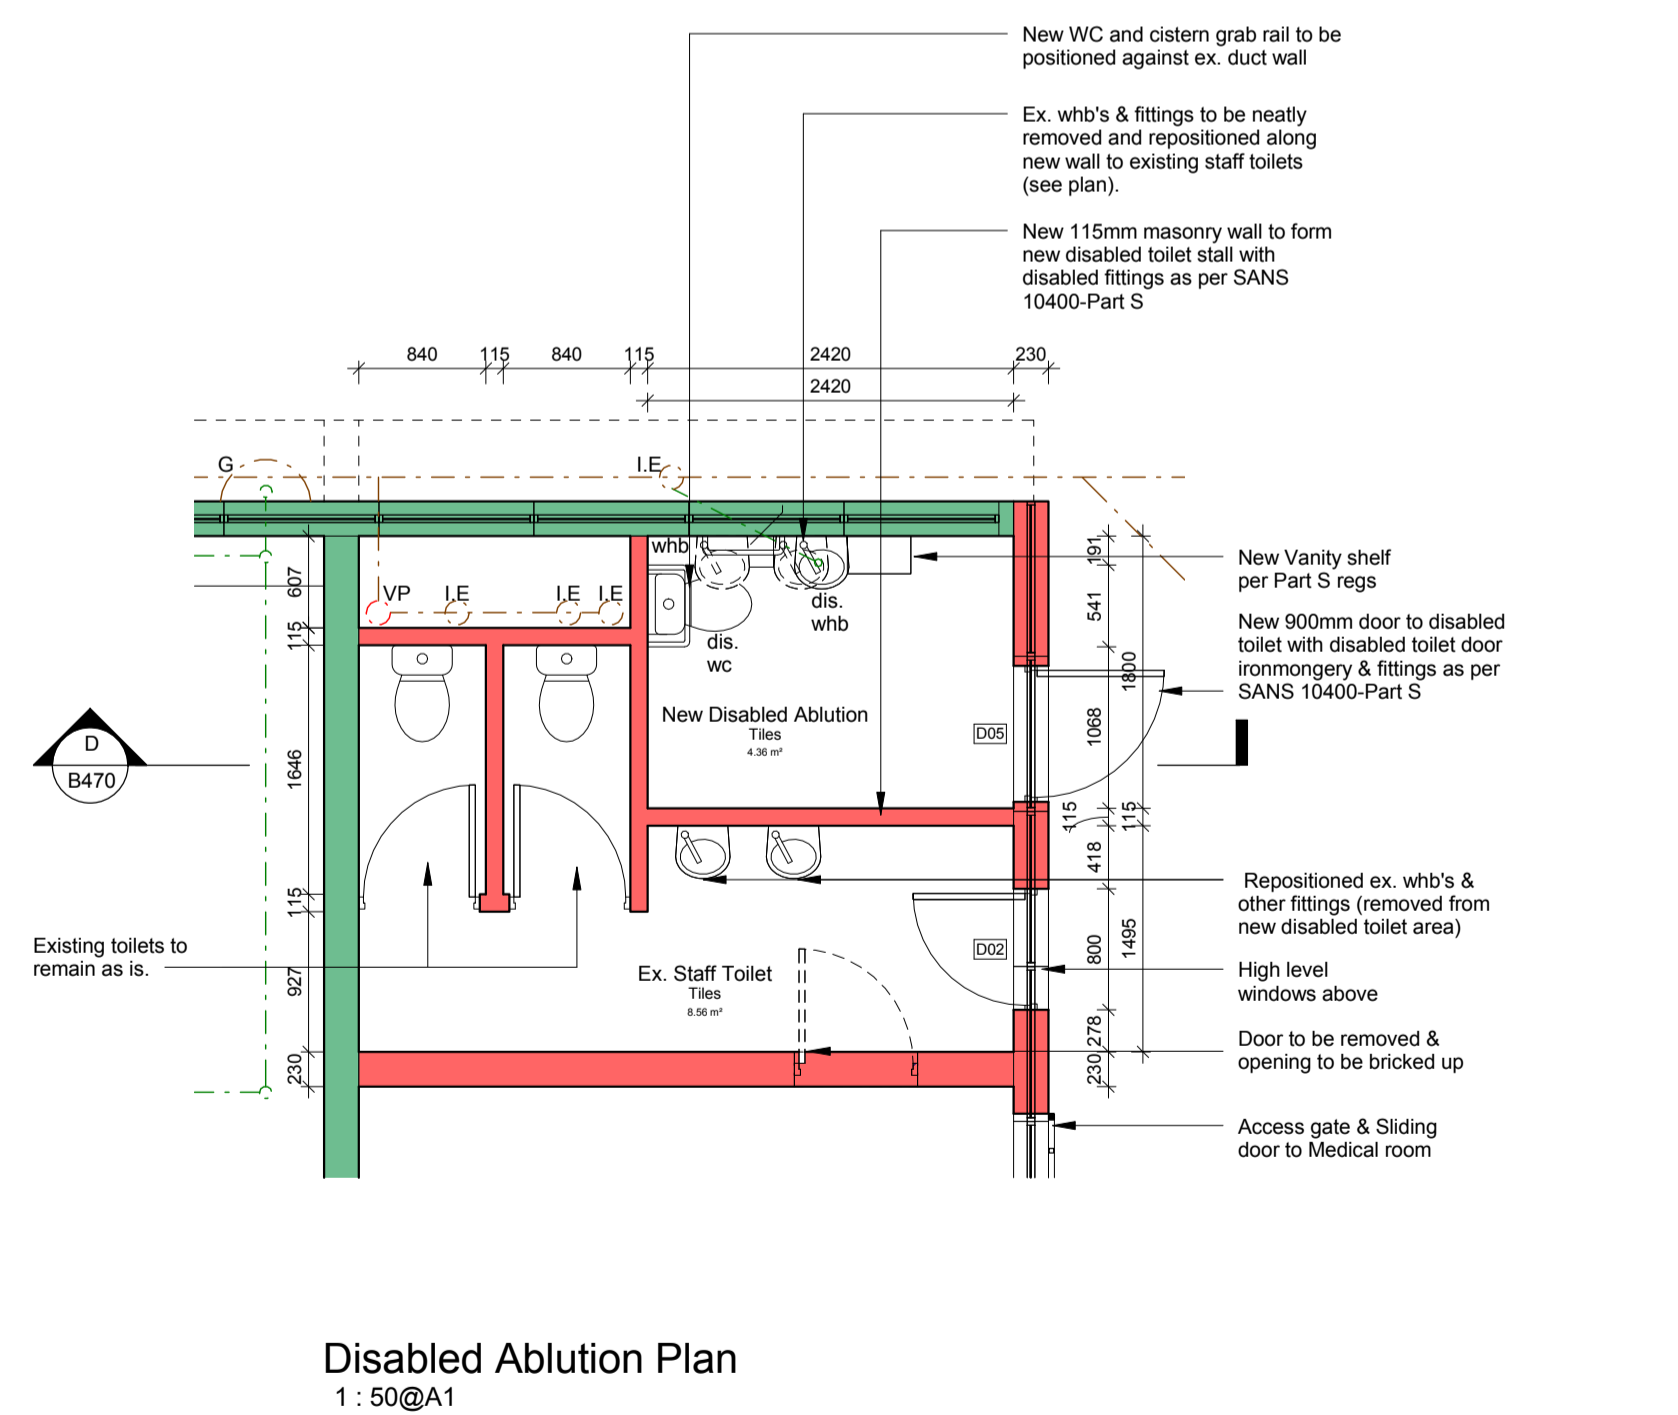 New WC and cistern grab rail to be
positioned against ex. duct wall
Ex. whb's & fittings to be neatly
removed and repositioned along
new wall to existing staff toilets
(see plan).
New 115mm masonry wall to form
new disabled toilet stall with
disabled fittings as per SANS
10400-Part S
840
115
840
115
2420
230
2420
G
I.E
whb
VP
I.E
I.E
I.E
dis.
whb
dis.
wc
New Disabled Ablution
Tiles
4.36 m²
D05
607
115
1646
115
927
230
191
541
1800
1068
115
115
418
800
1495
278
230
New Vanity shelf
per Part S regs
New 900mm door to disabled
toilet with disabled toilet door
ironmongery & fittings as per
SANS 10400-Part S
D
B470
Repositioned ex. whb's &
other fittings (removed from
new disabled toilet area)
Existing toilets to
remain as is.
Ex. Staff Toilet
Tiles
8.56 m²
D02
High level
windows above
Door to be removed &
opening to be bricked up
Access gate & Sliding
door to Medical room
Disabled Ablution Plan
1 : 50@A1